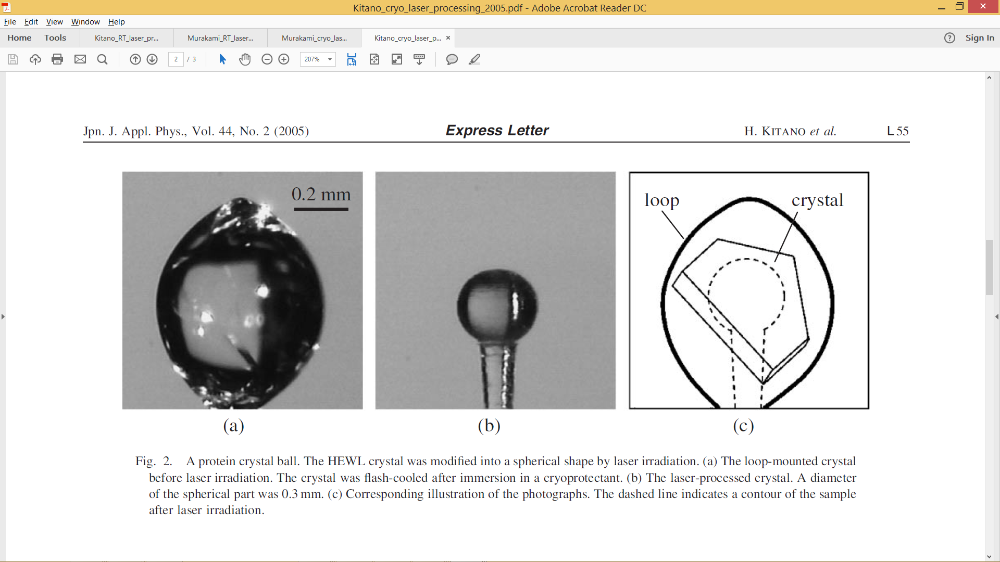 Kitano_cryo_laser_processing_2005.pdf - Adobe Acrobat Reader DC
File Edit View Window Help
Home Tools Kitano_RT_laser_pr... Murakami_RT_laser... Murakami_cryo_las... Kitano_cryo_laser_p... × ? Sign In
2 / 3 207%
Jpn. J. Appl. Phys., Vol. 44, No. 2 (2005) Express Letter H. KITANO et al. L 55
0.2 mm
loop crystal
(a) (b) (c)
Fig. 2. A protein crystal ball. The HEWL crystal was modified into a spherical shape by laser irradiation. (a) The loop-mounted crystal
before laser irradiation. The crystal was flash-cooled after immersion in a cryoprotectant. (b) The laser-processed crystal. A diameter
of the spherical part was 0.3 mm. (c) Corresponding illustration of the photographs. The dashed line indicates a contour of the sample
after laser irradiation.